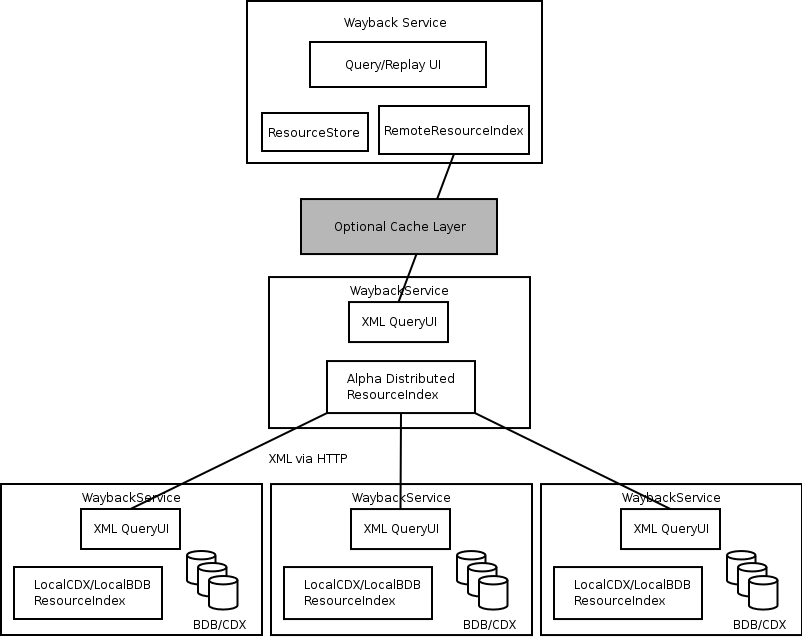 Wayback Service
Query/Replay UI
ResourceStore
RemoteResourceIndex
Optional Cache Layer
WaybackService
XML QueryUI
Alpha Distributed
ResourceIndex
XML via HTTP
WaybackService
XML QueryUI
LocalCDX/LocalBDB
ResourceIndex
BDB/CDX
WaybackService
XML QueryUI
LocalCDX/LocalBDB
ResourceIndex
BDB/CDX
WaybackService
XML QueryUI
LocalCDX/LocalBDB
ResourceIndex
BDB/CDX